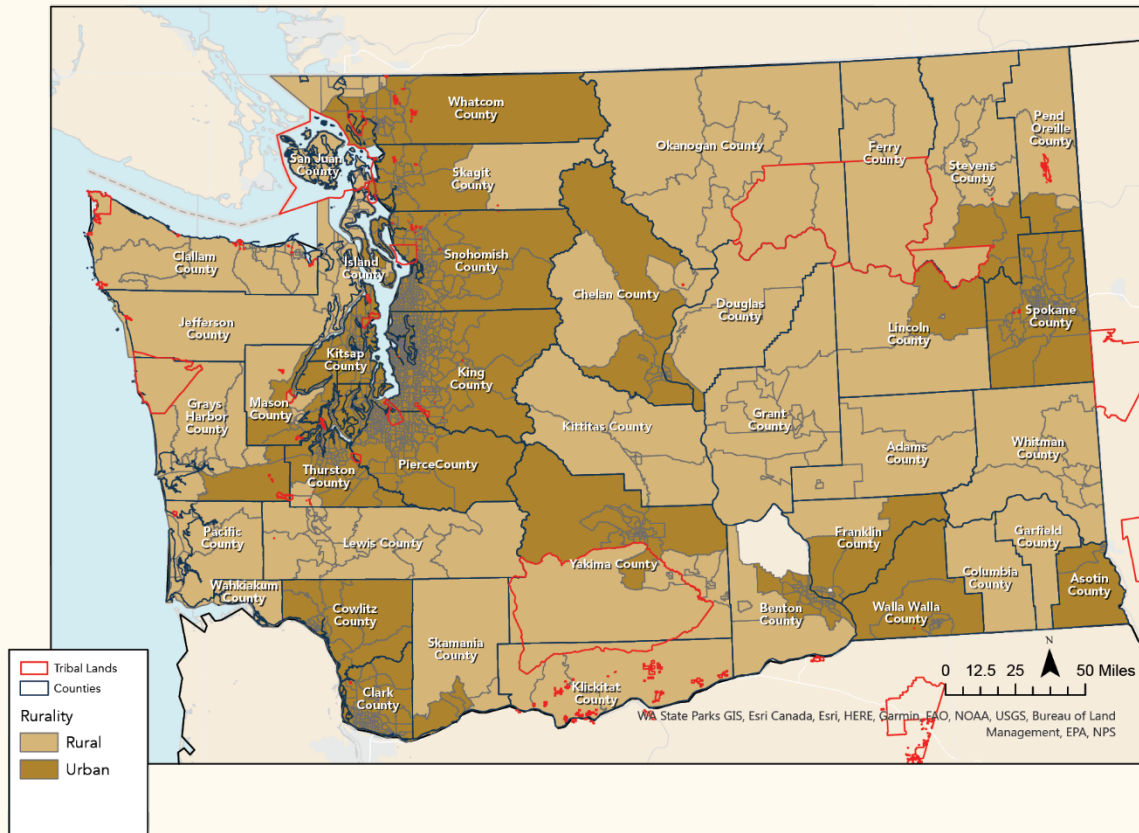 Whatcom
County
Pend
Oreille
County
Okanogan County
Ferry
County
San Juan
County
Skagit
County
Stevens
County
Clallam
County
Island
County
Snohomish
County
Chelan County
Douglas
County
Lincoln
County
Spokane
County
Jefferson
County
Kitsap
County
King
County
Mason
County
Grays
Harbor
County
Kittitas County
Grant
County
Adams
County
Whitman
County
Thurston
County
PierceCounty
Pacific
County
Lewis County
Franklin
County
Garfield
County
Yakima County
Wahkiakum
County
Cowlitz
County
Columbia
County
Asotin
County
Benton
County
Walla Walla
County
Skamania
County
Clark
County
Klickitat
County
N
0 12.5 25 50 Miles
WA State Parks GIS, Esri Canada, Esri, HERE, Garmin, FAO, NOAA, USGS, Bureau of Land
Management, EPA, NPS
Tribal Lands
Counties
Rurality
Rural
Urban